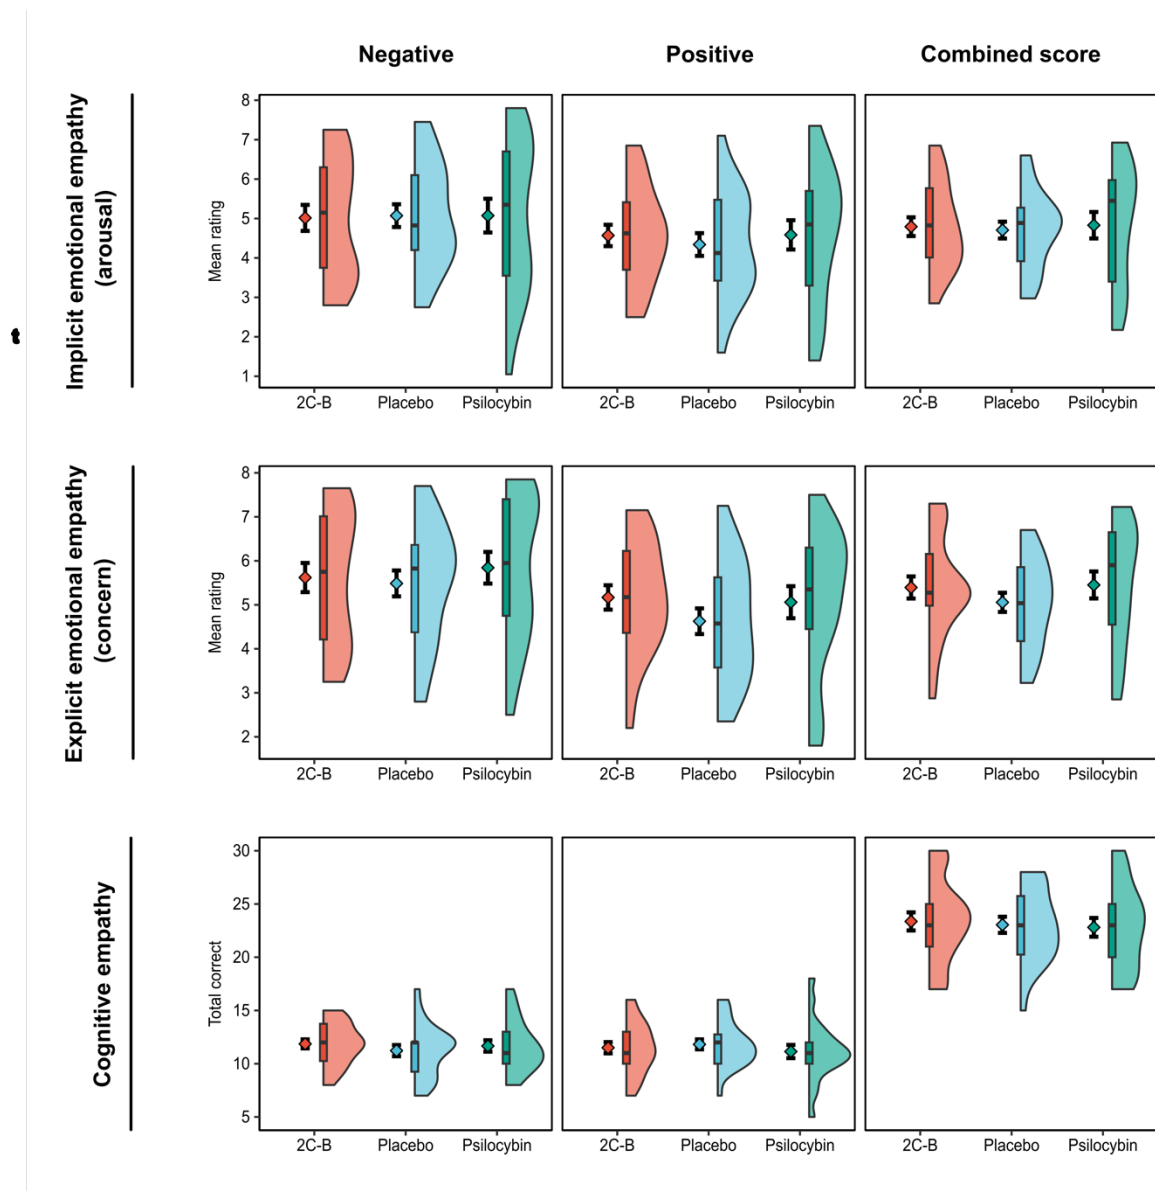 Negative
Positive
Combined score
Implicit emotional empathy
(arousal)
Mean rating
8
7
6
5
4
3
2
1
2C-B
Placebo
Psilocybin
2C-B
Placebo
Psilocybin
2C-B
Placebo
Psilocybin
Explicit emotional empathy
(concern)
Mean rating
8
7
6
5
4
3
2
2C-B
Placebo
Psilocybin
2C-B
Placebo
Psilocybin
2C-B
Placebo
Psilocybin
Cognitive empathy
Total correct
30
25
20
15
10
5
2C-B
Placebo
Psilocybin
2C-B
Placebo
Psilocybin
2C-B
Placebo
Psilocybin